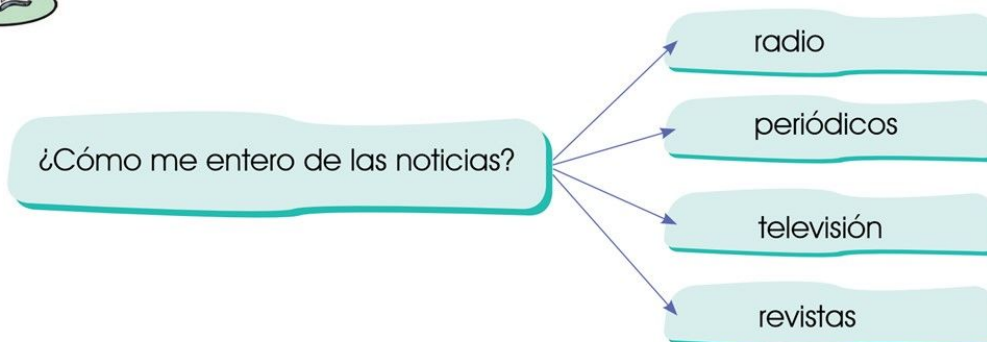 ¿Cómo me entero de las noticias?
radio
periódicos
televisión
revistas